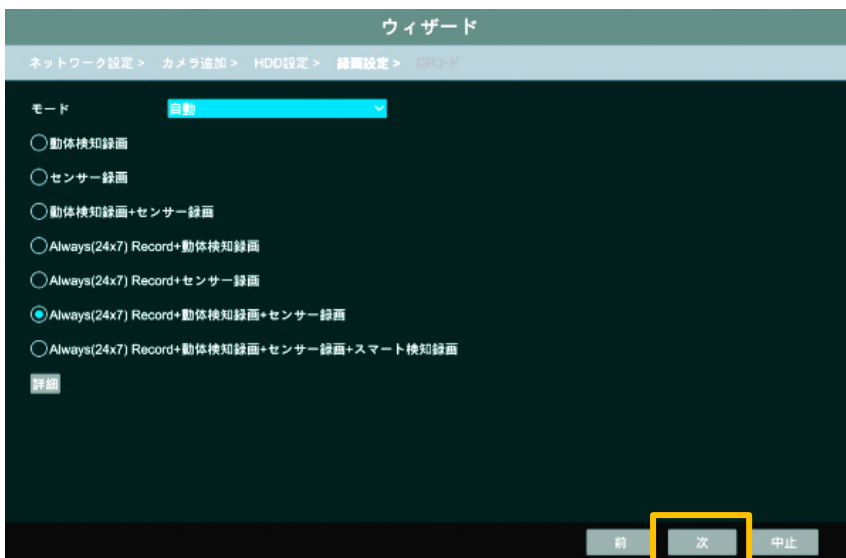 ウィザード
ネットワーク設定 > カメラ追加 > HDD設定 > 録画設定 > QRコード
モード 自動
動体検知録画
センサー録画
動体検知録画+センサー録画
Always(24x7) Record+動体検知録画
Always(24x7) Record+センサー録画
Always(24x7) Record+動体検知録画+センサー録画
Always(24x7) Record+動体検知録画+センサー録画+スマート検知録画
詳細
前 次 中止